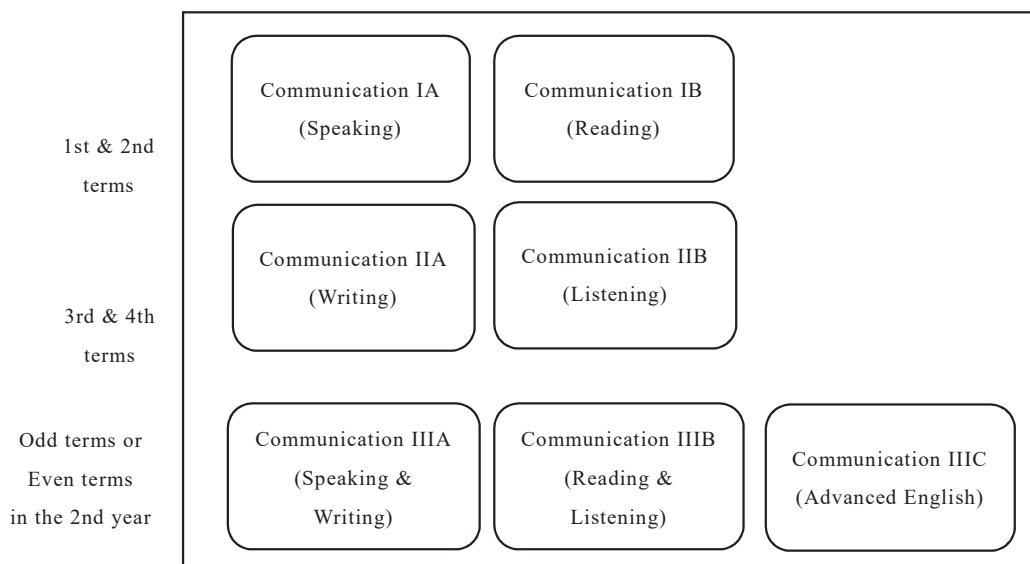 Communication IA
(Speaking)
Communication IB
(Reading)
1st & 2nd
terms
Communication IIA
(Writing)
Communication IIB
(Listening)
3rd & 4th
terms
Odd terms or
Even terms
in the 2nd year
Communication IIIA
(Speaking &
Writing)
Communication IIIB
(Reading &
Listening)
Communication IIIC
(Advanced English)